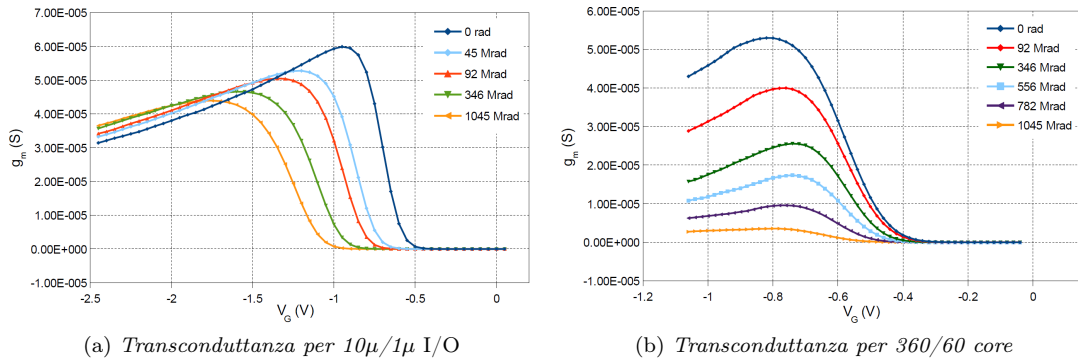 7.00E-005
6.00E-005
5.00E-005
4.00E-005
3.00E-005
2.00E-005
1.00E-005
0.00E+000
-1.00E-005
g_m (S)
-2.5 -2 -1.5 -1 -0.5 0
V_G (V)
0 rad
45 Mrad
92 Mrad
346 Mrad
1045 Mrad
(a) Transconduttanza per 10μ/1μ I/O
6.00E-005
5.00E-005
4.00E-005
3.00E-005
2.00E-005
1.00E-005
0.00E+000
-1.00E-005
g_m (S)
-1.2 -1 -0.8 -0.6 -0.4 -0.2 0
V_G (V)
0 rad
92 Mrad
346 Mrad
556 Mrad
782 Mrad
1045 Mrad
(b) Transconduttanza per 360/60 core